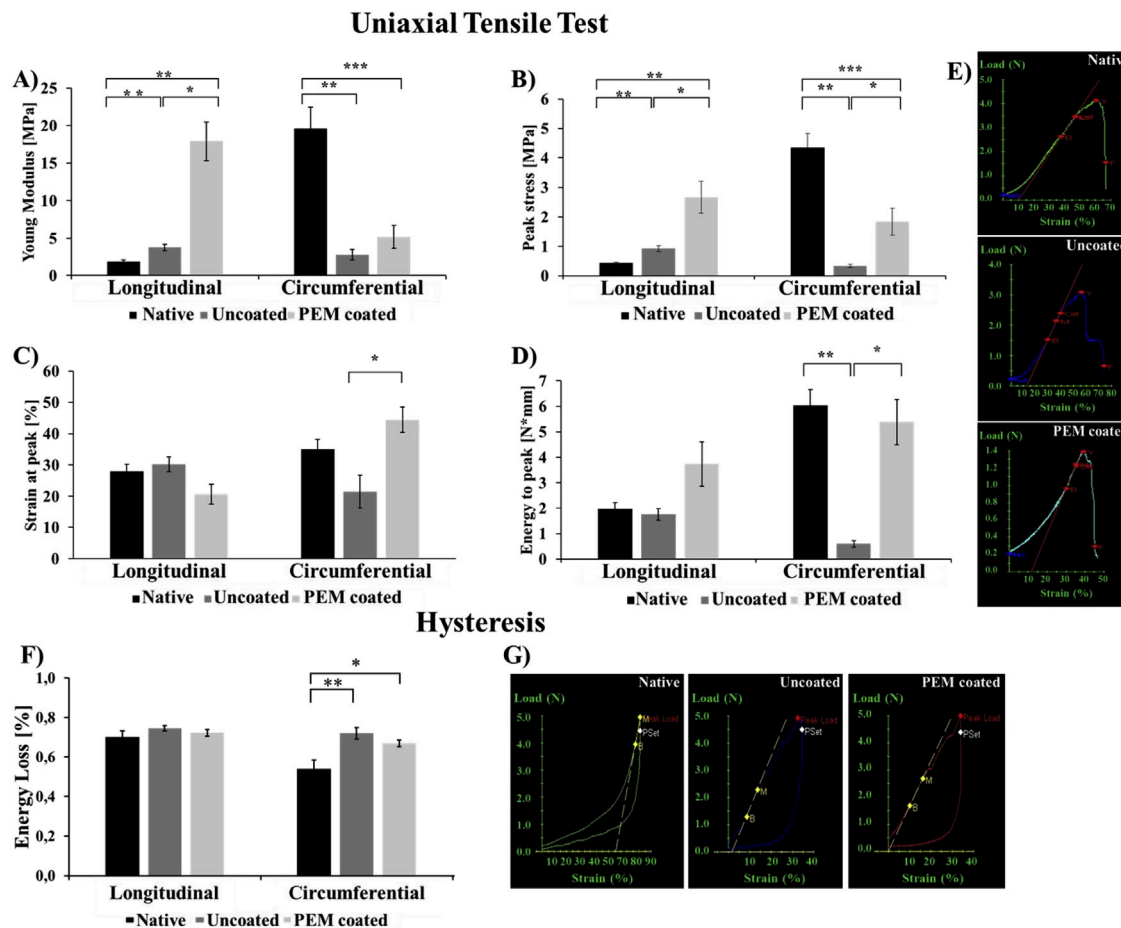 Uniaxial Tensile Test
A)
Young Modulus [MPa]
25
20
15
10
5
0
**
** *
***
**
Longitudinal Circumferential
Native Uncoated PEM coated
B)
Peak stress [MPa]
6
5
4
3
2
1
0
**
** *
***
** *
Longitudinal Circumferential
Native Uncoated PEM coated
E)
Native
Load (N)
5.0
4.0
3.0
2.0
1.0
0.0
10 20 30 40 50 60 70
Strain (%)
Uncoated
Load (N)
4.0
3.0
2.0
1.0
0.0
10 20 30 40 50 60 70 80
Strain (%)
PEM coate
Load (N)
1.4
1.2
1.0
0.8
0.6
0.4
0.2
0.0
10 20 30 40 50
Strain (%)
C)
Strain at peak [%]
60
50
40
30
20
10
0
*
Longitudinal Circumferential
Native Uncoated PEM coated
D)
Energy to peak [N*mm]
7
6
5
4
3
2
1
0
** *
Longitudinal Circumferential
Native Uncoated PEM coated
Hysteresis
F)
Energy Loss [%]
1,0
0,8
0,6
0,4
0,2
0,0
*
**
Longitudinal Circumferential
Native Uncoated PEM coated
G)
Native
Load (N)
5.0
4.0
3.0
2.0
1.0
0.0
M
eak Load
PSet
B
10 20 30 40 50 60 70 80 90
Strain (%)
Uncoated
Load (N)
5.0
4.0
3.0
2.0
1.0
0.0
Peak Load
PSet
M
B
10 20 30 40
Strain (%)
PEM coated
Load (N)
5.0
4.0
3.0
2.0
1.0
0.0
Peak Load
PSet
M
B
10 20 30 40
Strain (%)